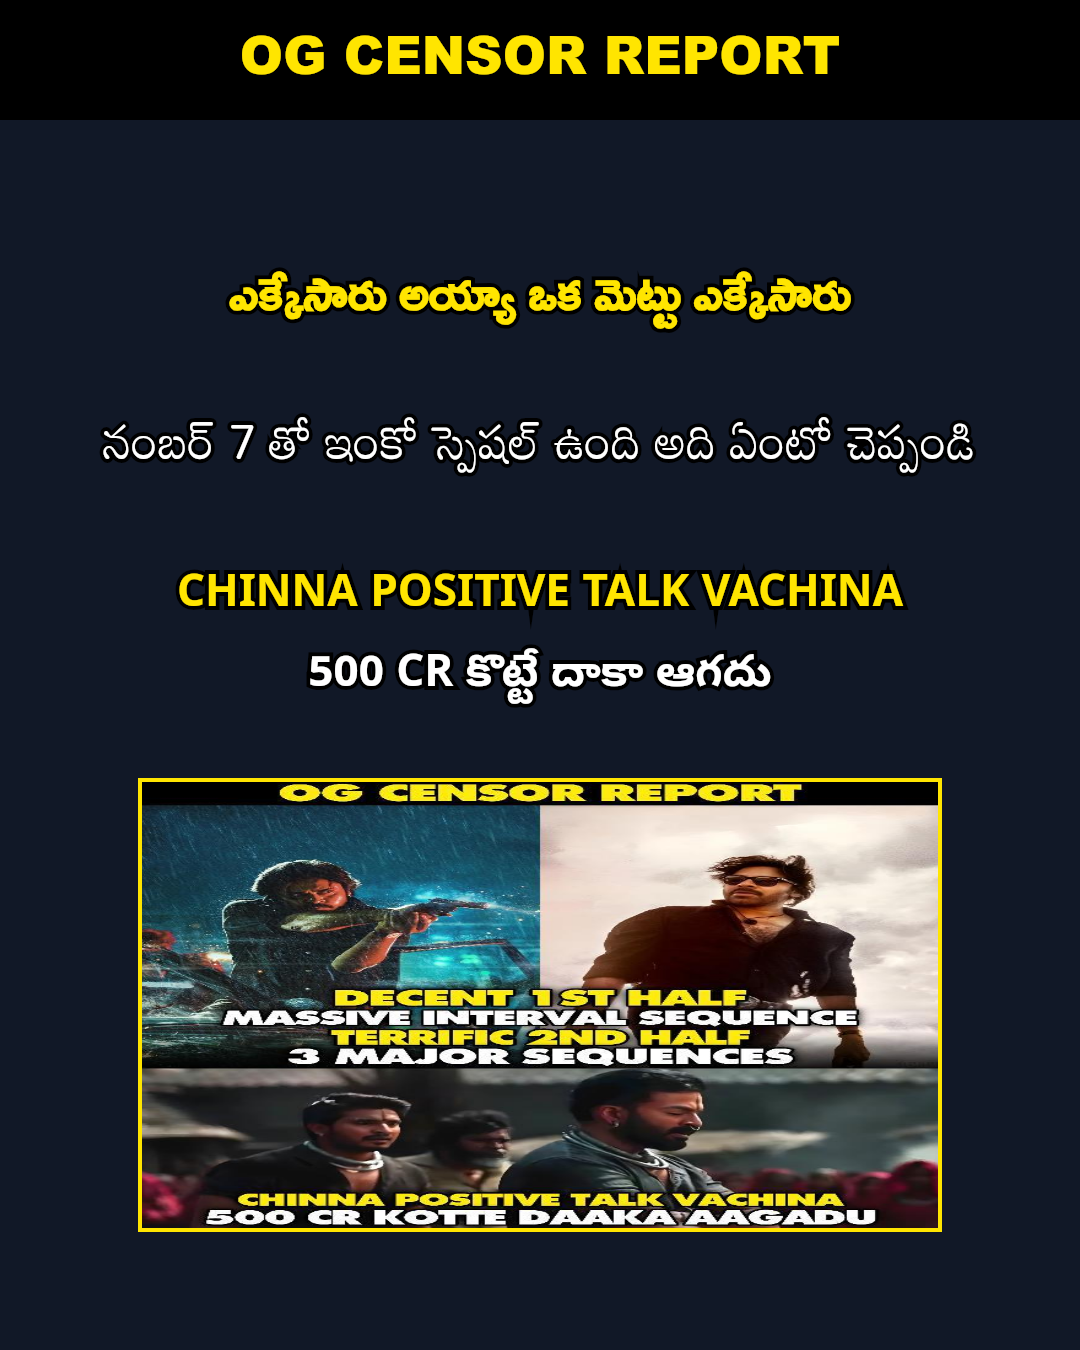 OG CENSOR REPORT
ఎక్కేసారు అయ్యా ఒక మెట్టు ఎక్కేసారు
నంబర్ 7 తో ఇంకో స్పెషల్ ఉంది అది ఏంటో చెప్పండి
CHINNA POSITIVE TALK VACHINA
500 CR కొట్టే దాకా ఆగదు
OG CENSOR REPORT
DECENT 1ST HALF
MASSIVE INTERVAL SEQUENCE
TERRIFIC 2ND HALF
3 MAJOR SEQUENCES
CHINNA POSITIVE TALK VACHINA
500 CR KOTTE DAAKA AAGADU